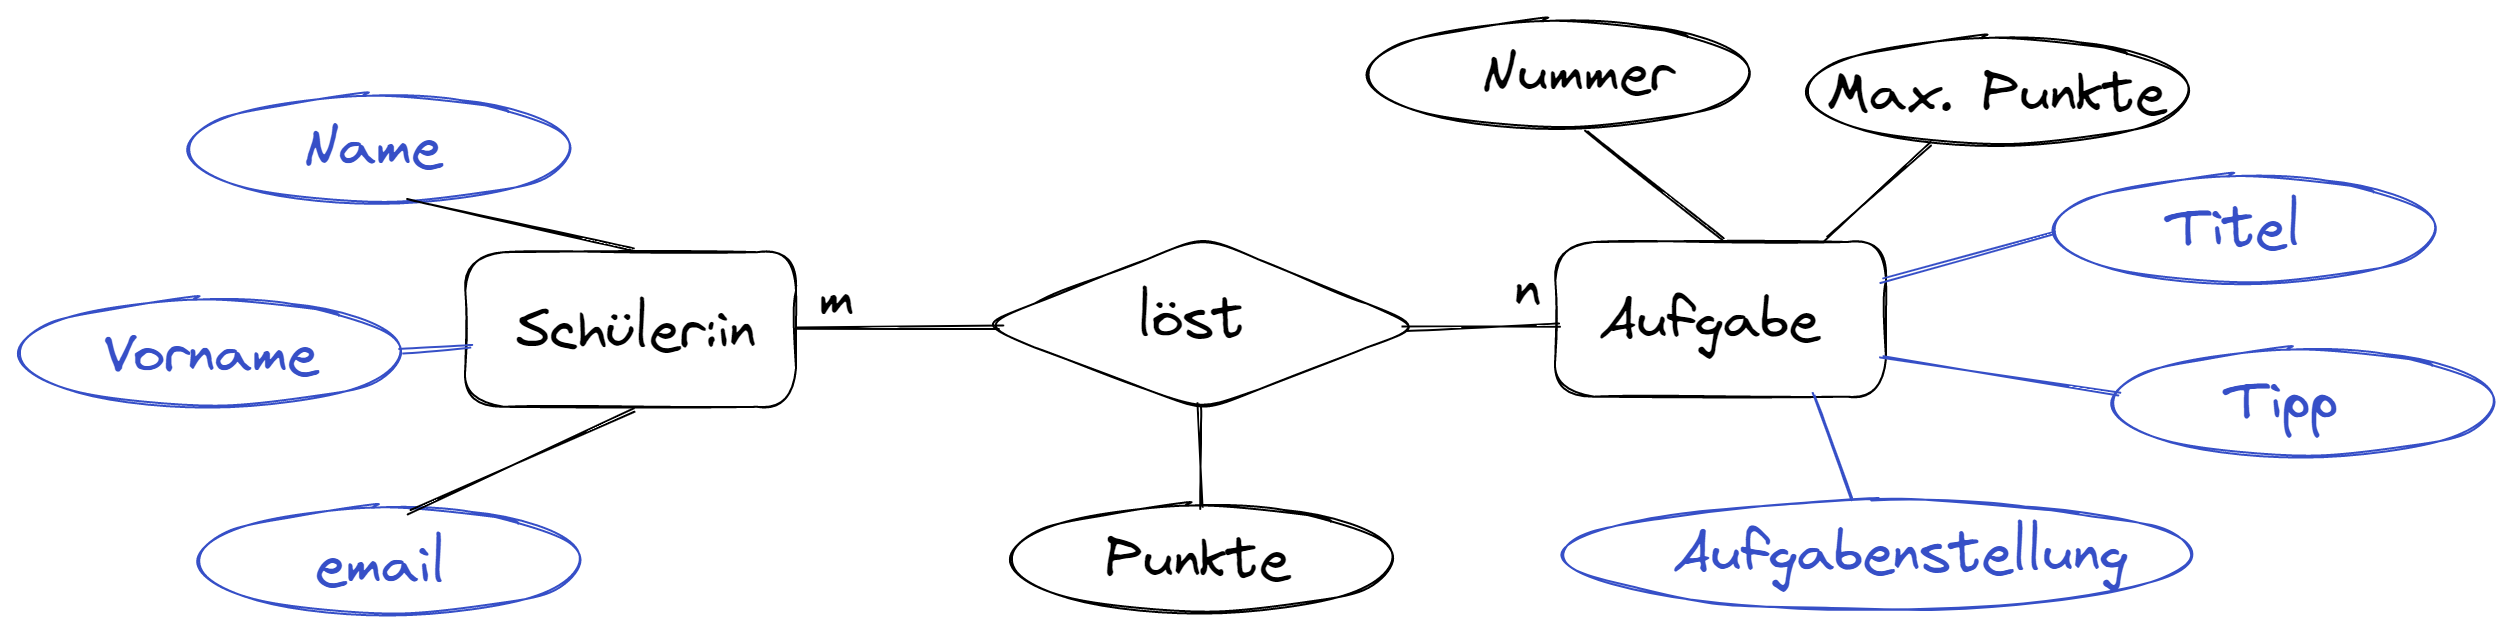 Nummer
Max. Punkte
Name
Titel
m
n
Schüler:in
löst
Aufgabe
Vorname
Tipp
email
Punkte
Aufgabenstellung